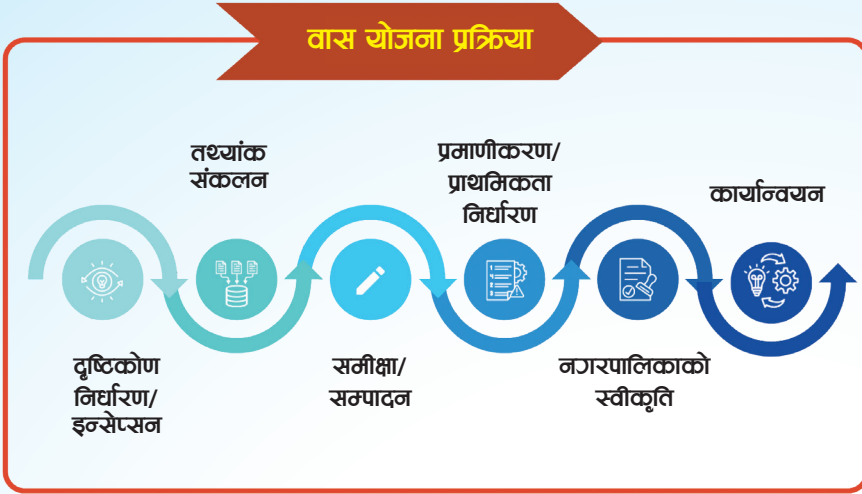 वास योजना प्रक्रिया
दृष्टिकोण
निर्धारण/
इन्सेप्सन
तथ्यांक
संकलन
समीक्षा/
सम्पादन
प्रमाणीकरण/
प्राथमिकता
निर्धारण
नगरपालिकाको
स्वीकृति
कार्यान्वयन